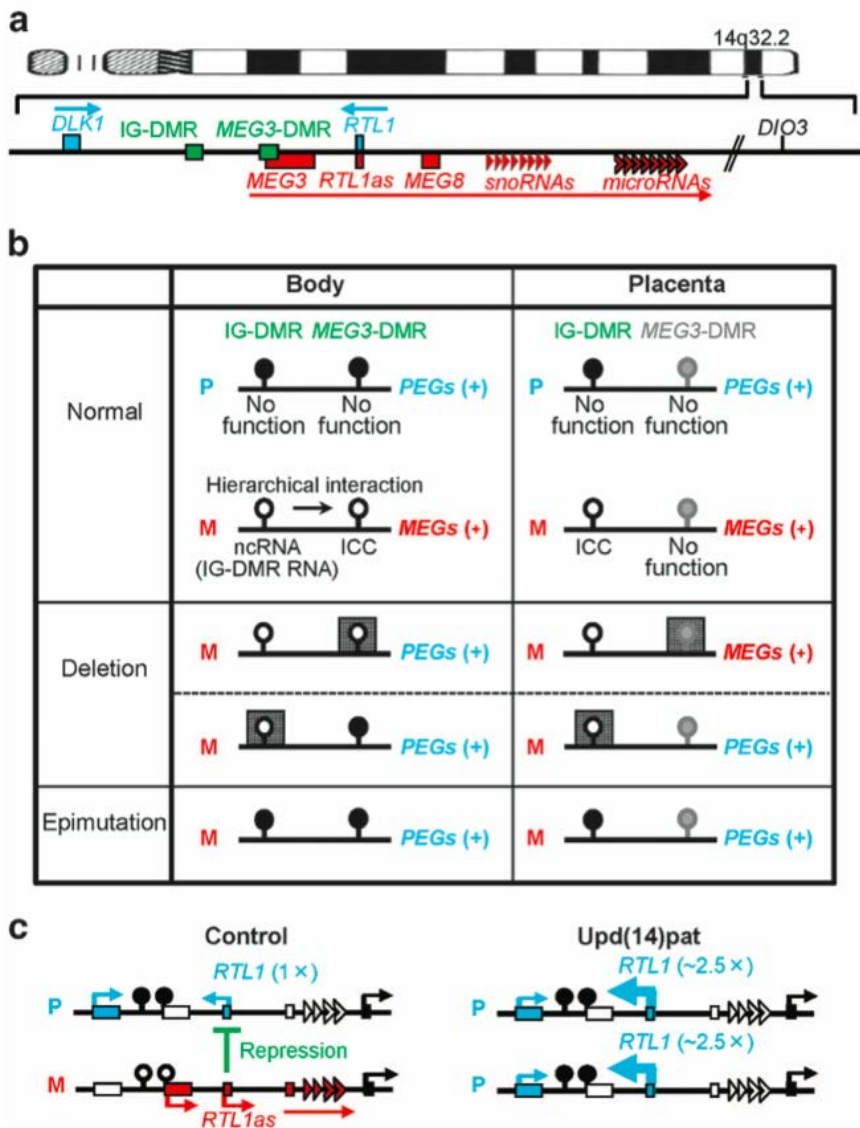 a
14q32.2
DLK1 IG-DMR MEG3-DMR RTL1 DIO3
MEG3 RTL1as MEG8 snoRNAs microRNAs
b
Body Placenta
IG-DMR MEG3-DMR IG-DMR MEG3-DMR
P PEGs (+) P PEGs (+)
Normal No function No function No function No function
Hierarchical interaction
M MEGs (+) M MEGs (+)
ncRNA ICC ICC No
(IG-DMR RNA) function
M PEGs (+) M MEGs (+)
Deletion
M PEGs (+) M PEGs (+)
Epimutation
M PEGs (+) M PEGs (+)
c
Control Upd(14)pat
RTL1 (1×) RTL1 (~2.5×)
P P
Repression RTL1 (~2.5×)
M P
RTL1as